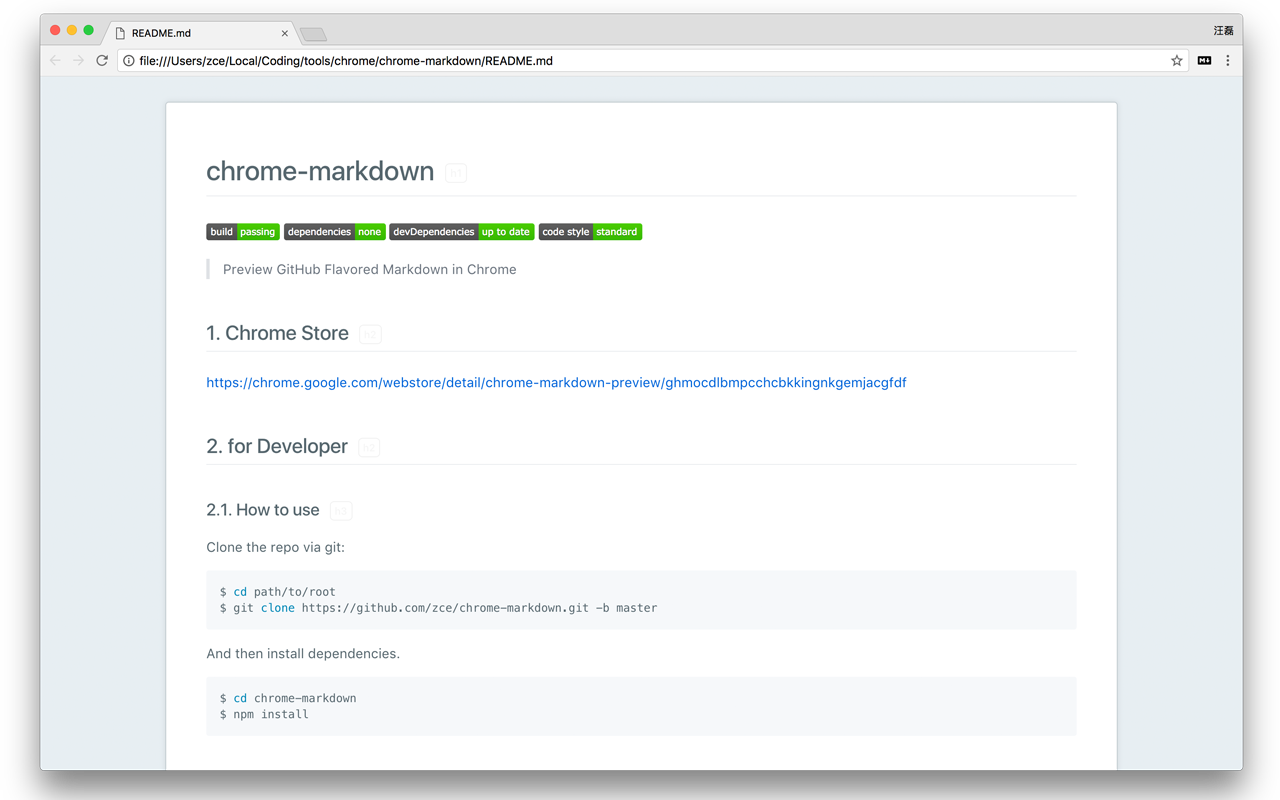 README.md
汪磊
file:///Users/zce/Local/Coding/tools/chrome/chrome-markdown/README.md
M↓
chrome-markdown h1
build passing dependencies none devDependencies up to date code style standard
Preview GitHub Flavored Markdown in Chrome
1. Chrome Store h2
https://chrome.google.com/webstore/detail/chrome-markdown-preview/ghmocdlbmpcchcbkkingnkgemjacgfdf
2. for Developer h2
2.1. How to use h3
Clone the repo via git:
$ cd path/to/root
$ git clone https://github.com/zce/chrome-markdown.git -b master
And then install dependencies.
$ cd chrome-markdown
$ npm install